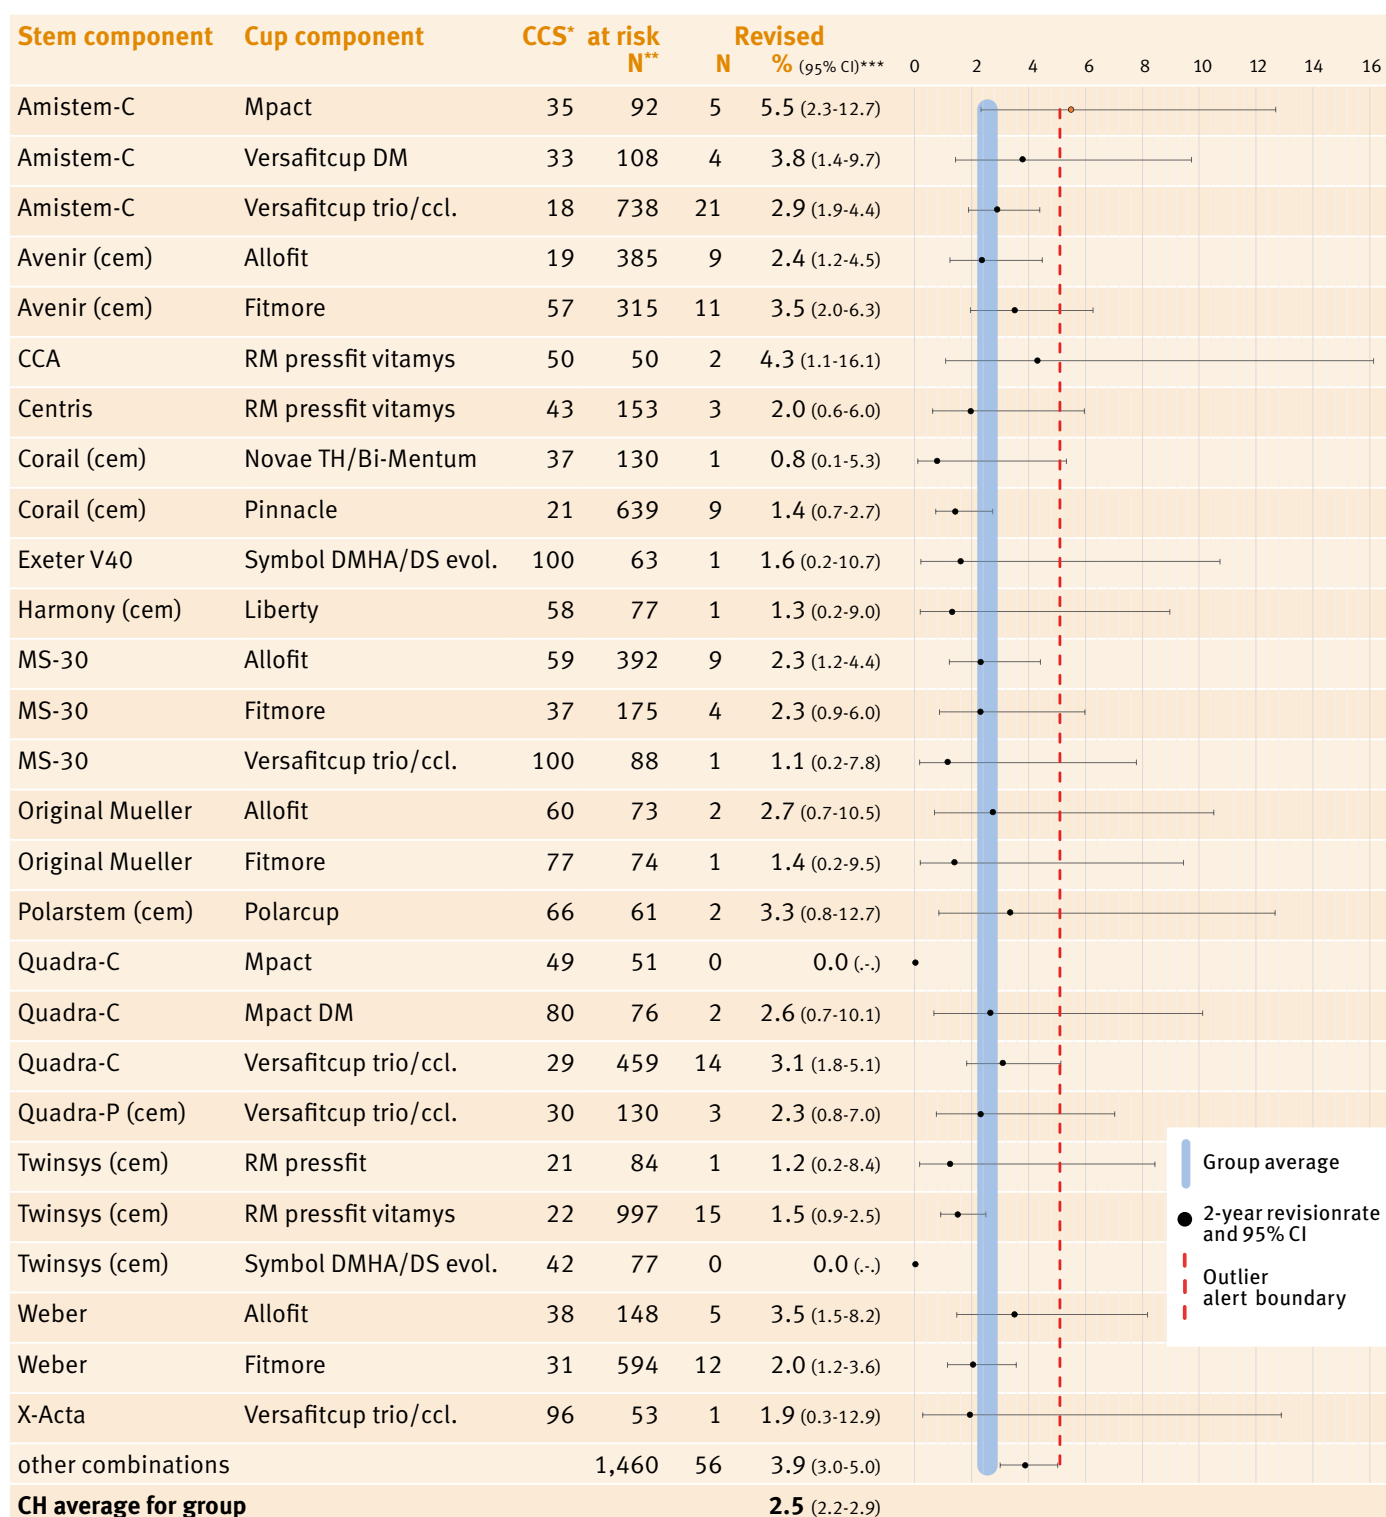 Stem component Cup component CCS* at risk Revised
N** N % (95% CI)*** 0 2 4 6 8 10 12 14 16
Amistem-C Mpact 35 92 5 5.5 (2.3-12.7)
Amistem-C Versafitcup DM 33 108 4 3.8 (1.4-9.7)
Amistem-C Versafitcup trio/ccl. 18 738 21 2.9 (1.9-4.4)
Avenir (cem) Allofit 19 385 9 2.4 (1.2-4.5)
Avenir (cem) Fitmore 57 315 11 3.5 (2.0-6.3)
CCA RM pressfit vitamys 50 50 2 4.3 (1.1-16.1)
Centris RM pressfit vitamys 43 153 3 2.0 (0.6-6.0)
Corail (cem) Novae TH/Bi-Mentum 37 130 1 0.8 (0.1-5.3)
Corail (cem) Pinnacle 21 639 9 1.4 (0.7-2.7)
Exeter V40 Symbol DMHA/DS evol. 100 63 1 1.6 (0.2-10.7)
Harmony (cem) Liberty 58 77 1 1.3 (0.2-9.0)
MS-30 Allofit 59 392 9 2.3 (1.2-4.4)
MS-30 Fitmore 37 175 4 2.3 (0.9-6.0)
MS-30 Versafitcup trio/ccl. 100 88 1 1.1 (0.2-7.8)
Original Mueller Allofit 60 73 2 2.7 (0.7-10.5)
Original Mueller Fitmore 77 74 1 1.4 (0.2-9.5)
Polarstem (cem) Polarcup 66 61 2 3.3 (0.8-12.7)
Quadra-C Mpact 49 51 0 0.0 (.-.)
Quadra-C Mpact DM 80 76 2 2.6 (0.7-10.1)
Quadra-C Versafitcup trio/ccl. 29 459 14 3.1 (1.8-5.1)
Quadra-P (cem) Versafitcup trio/ccl. 30 130 3 2.3 (0.8-7.0)
Twinsys (cem) RM pressfit 21 84 1 1.2 (0.2-8.4)
Twinsys (cem) RM pressfit vitamys 22 997 15 1.5 (0.9-2.5)
Twinsys (cem) Symbol DMHA/DS evol. 42 77 0 0.0 (.-.)
Weber Allofit 38 148 5 3.5 (1.5-8.2)
Weber Fitmore 31 594 12 2.0 (1.2-3.6)
X-Acta Versafitcup trio/ccl. 96 53 1 1.9 (0.3-12.9)
other combinations 1,460 56 3.9 (3.0-5.0)
CH average for group 2.5 (2.2-2.9)
Group average
2-year revisionrate
and 95% CI
Outlier
alert boundary